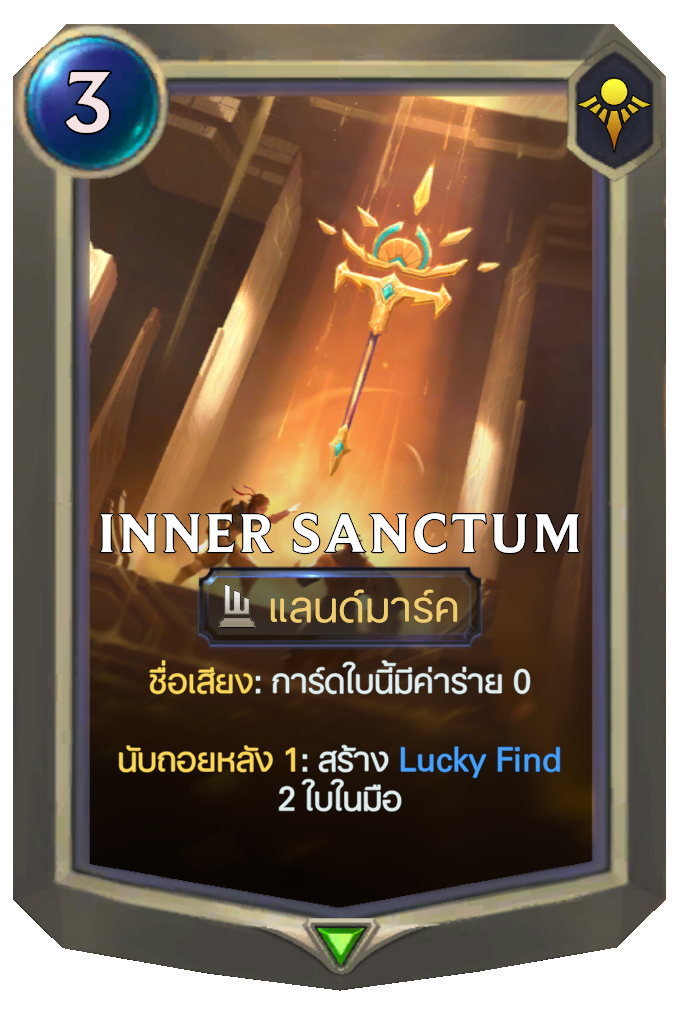 3
INNER SANCTUM
แลนด์มาร์ค
ชื่อเสียง: การ์ดใบนี้มีค่าร่าย 0
นับถอยหลัง 1: สร้าง Lucky Find
2 ใบในมือ